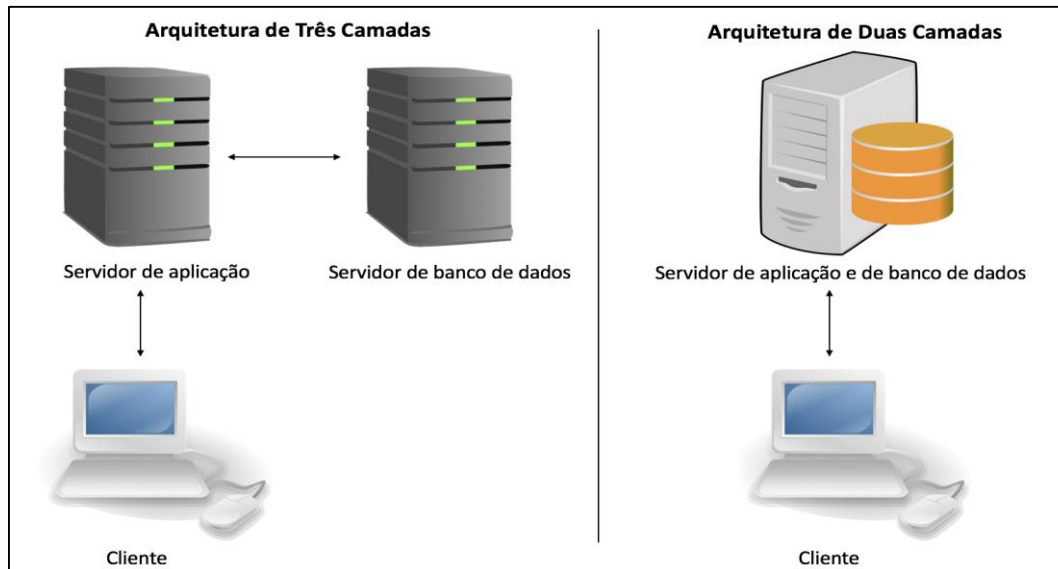 Arquitetura de Três Camadas
Servidor de aplicação
Servidor de banco de dados
Cliente
Arquitetura de Duas Camadas
Servidor de aplicação e de banco de dados
Cliente